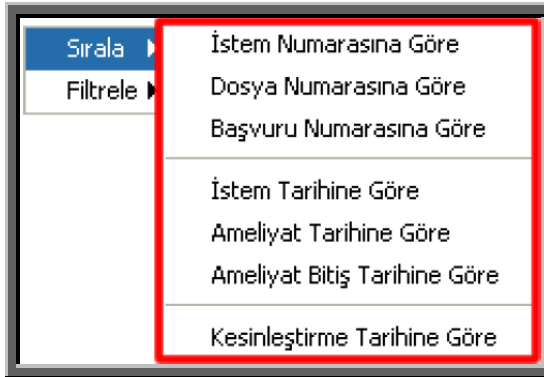 Sırala
Filtrele
İstem Numarasına Göre
Dosya Numarasına Göre
Başvuru Numarasına Göre
İstem Tarihine Göre
Ameliyat Tarihine Göre
Ameliyat Bitiş Tarihine Göre
Kesinleştirme Tarihine Göre